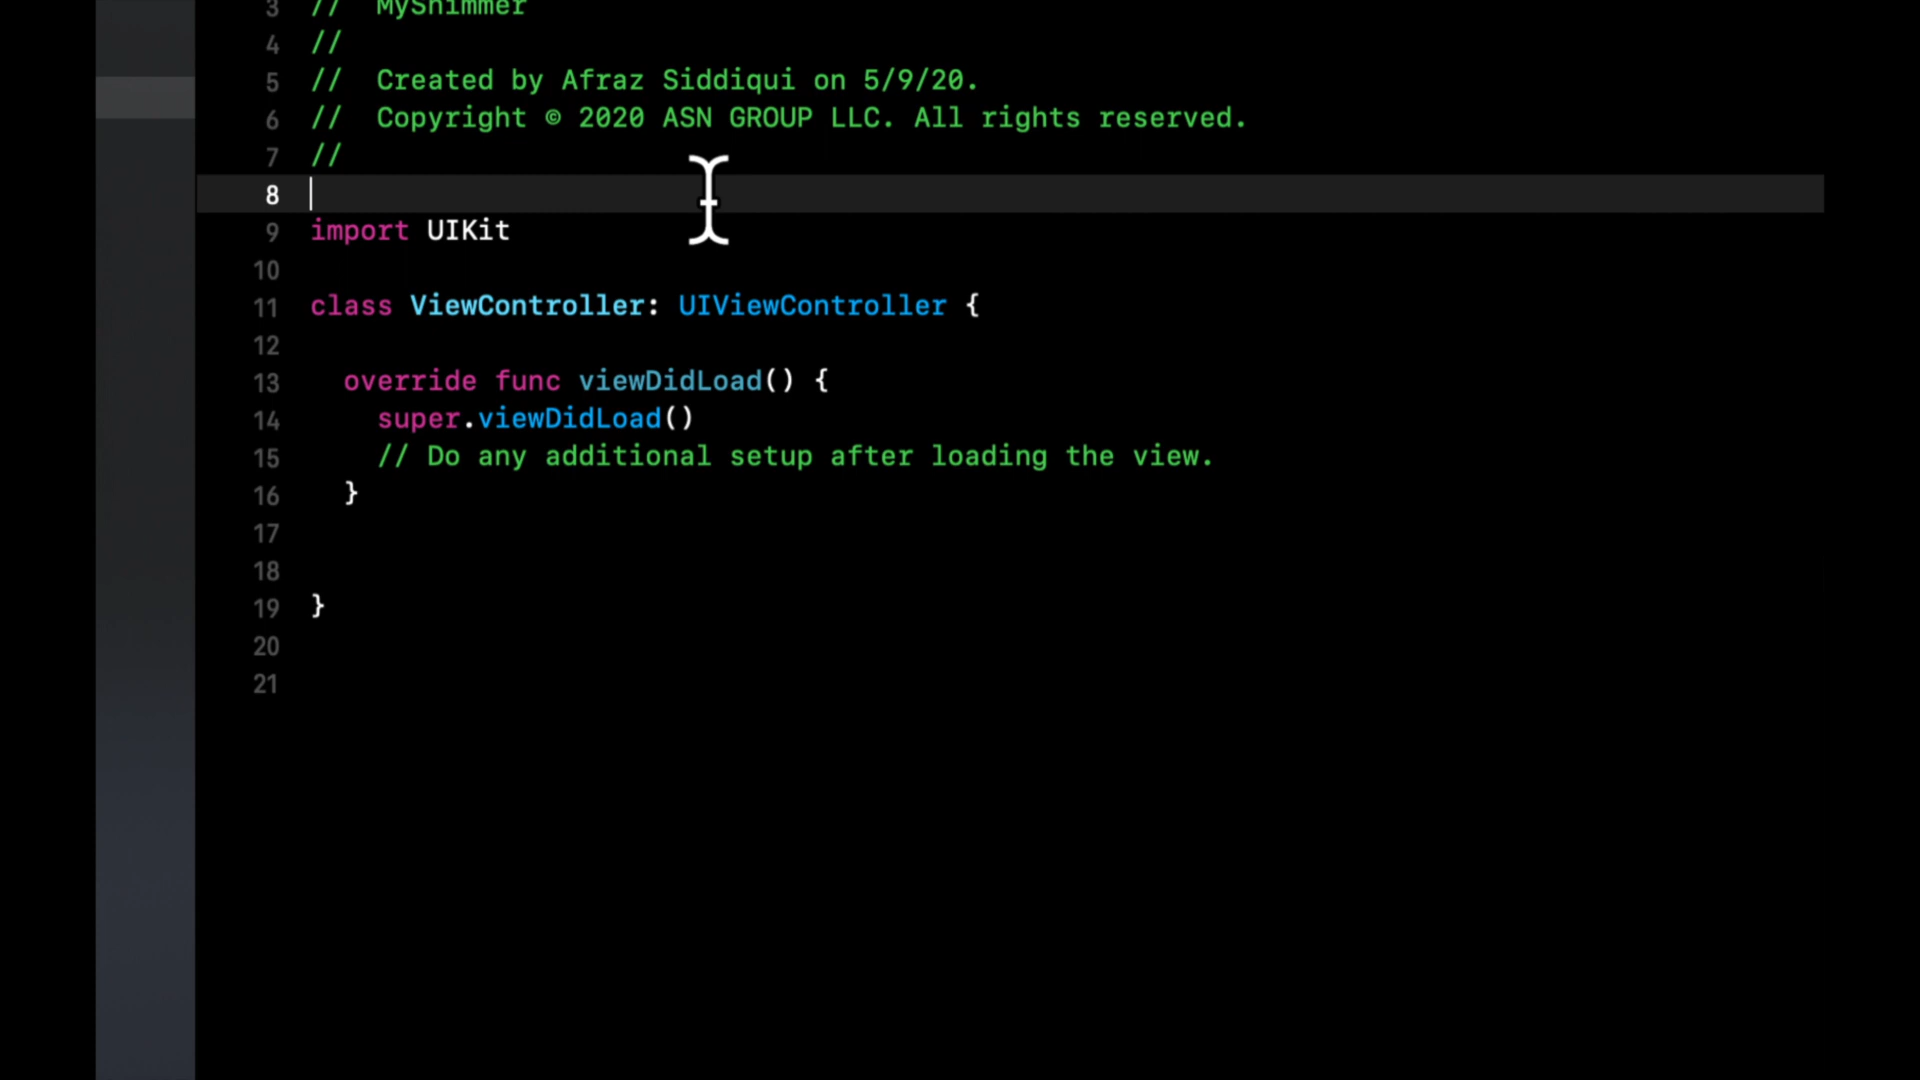 3 // MyShimmer
4 //
5 // Created by Afraz Siddiqui on 5/9/20.
6 // Copyright © 2020 ASN GROUP LLC. All rights reserved.
7 //
8
9 import UIKit
10
11 class ViewController: UIViewController {
12
13 override func viewDidLoad() {
14 super.viewDidLoad()
15 // Do any additional setup after loading the view.
16 }
17
18
19 }
20
21